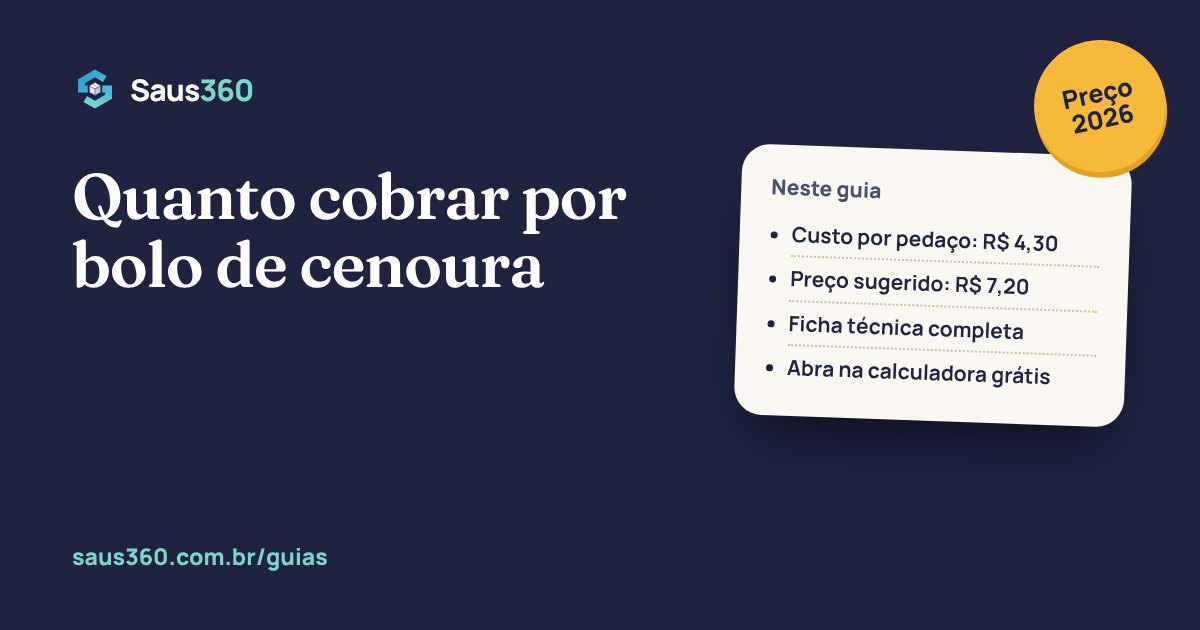 Saus360
Quanto cobrar por
bolo de cenoura
Preço
2026
Neste guia
• Custo por pedaço: R$ 4,30
• Preço sugerido: R$ 7,20
• Ficha técnica completa
• Abra na calculadora grátis
saus360.com.br/guias